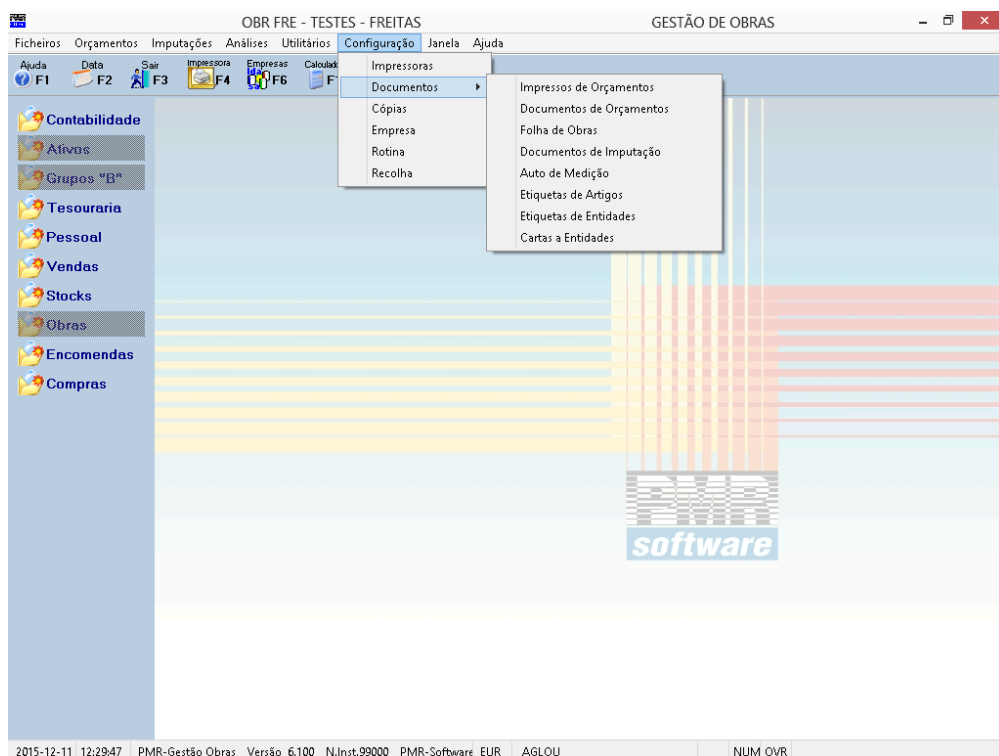 OBR FRE - TESTES - FREITAS GESTÃO DE OBRAS
Ficheiros Orçamentos Imputações Análises Utilitários Configuração Janela Ajuda
Ajuda Data Sair Impressora Empresas
F1 F2 F3 F4 F6
Impressoras
Documentos
Cópias
Empresa
Rotina
Recolha
Impressos de Orçamentos
Documentos de Orçamentos
Folha de Obras
Documentos de Imputação
Auto de Medição
Etiquetas de Artigos
Etiquetas de Entidades
Cartas a Entidades
Contabilidade
Ativos
Grupos "B"
Tesouraria
Pessoal
Vendas
Stocks
Obras
Encomendas
Compras
PMR
software
2015-12-11 12:29:47 PMR-Gestão Obras Versão 6.100 N.Inst.99000 PMR-Software EUR AGLOU NUM OVR